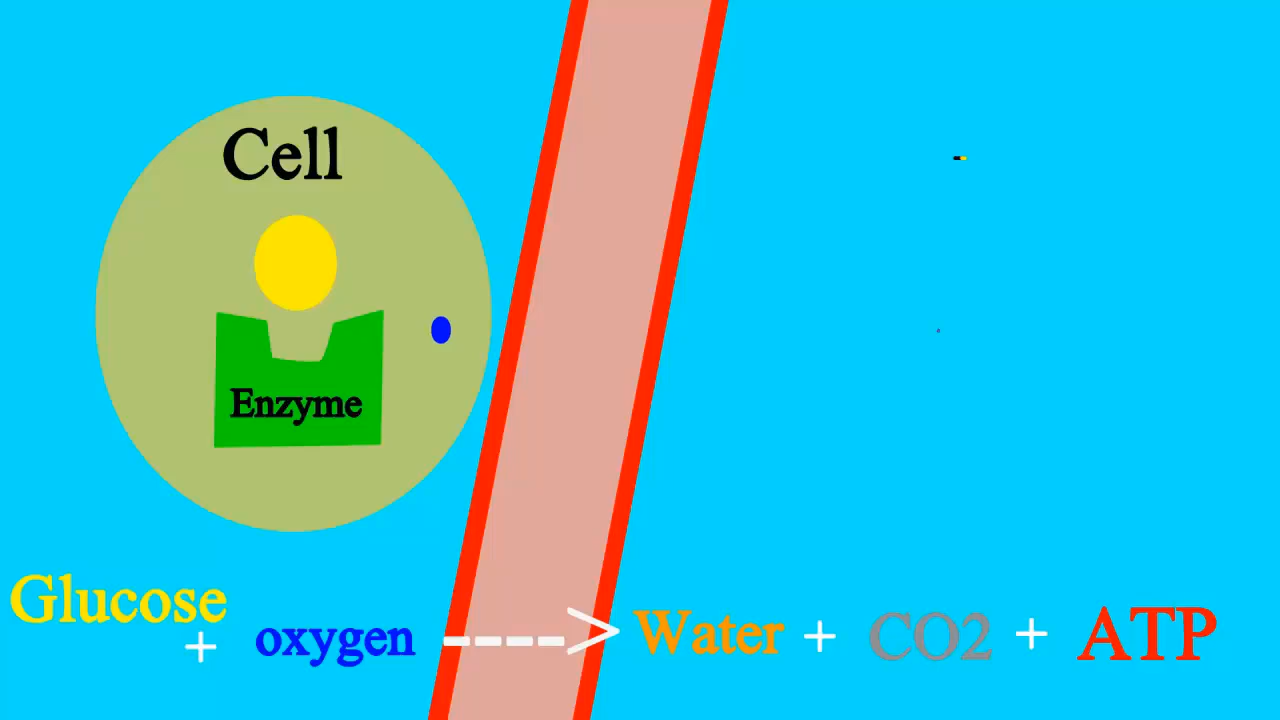 Cell
Enzyme
Glucose + oxygen ----> Water + CO2 + ATP